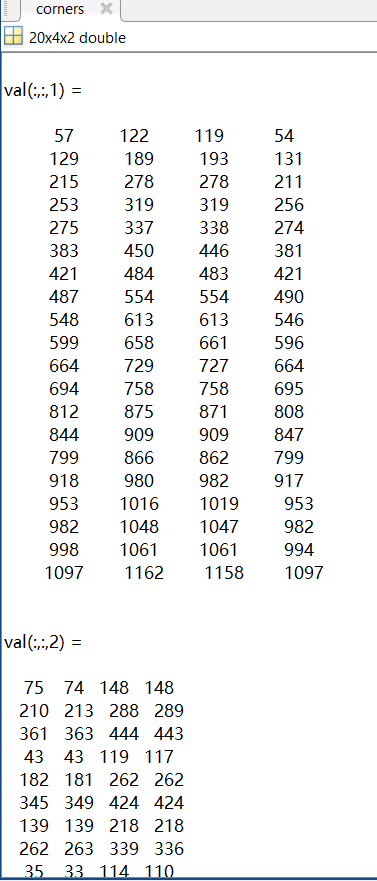 corners
20x4x2 double
val(:,:,1) =
57 122 119 54
129 189 193 131
215 278 278 211
253 319 319 256
275 337 338 274
383 450 446 381
421 484 483 421
487 554 554 490
548 613 613 546
599 658 661 596
664 729 727 664
694 758 758 695
812 875 871 808
844 909 909 847
799 866 862 799
918 980 982 917
953 1016 1019 953
982 1048 1047 982
998 1061 1061 994
1097 1162 1158 1097
val(:,:,2) =
75 74 148 148
210 213 288 289
361 363 444 443
43 43 119 117
182 181 262 262
345 349 424 424
139 139 218 218
262 263 339 336
35 33 114 110